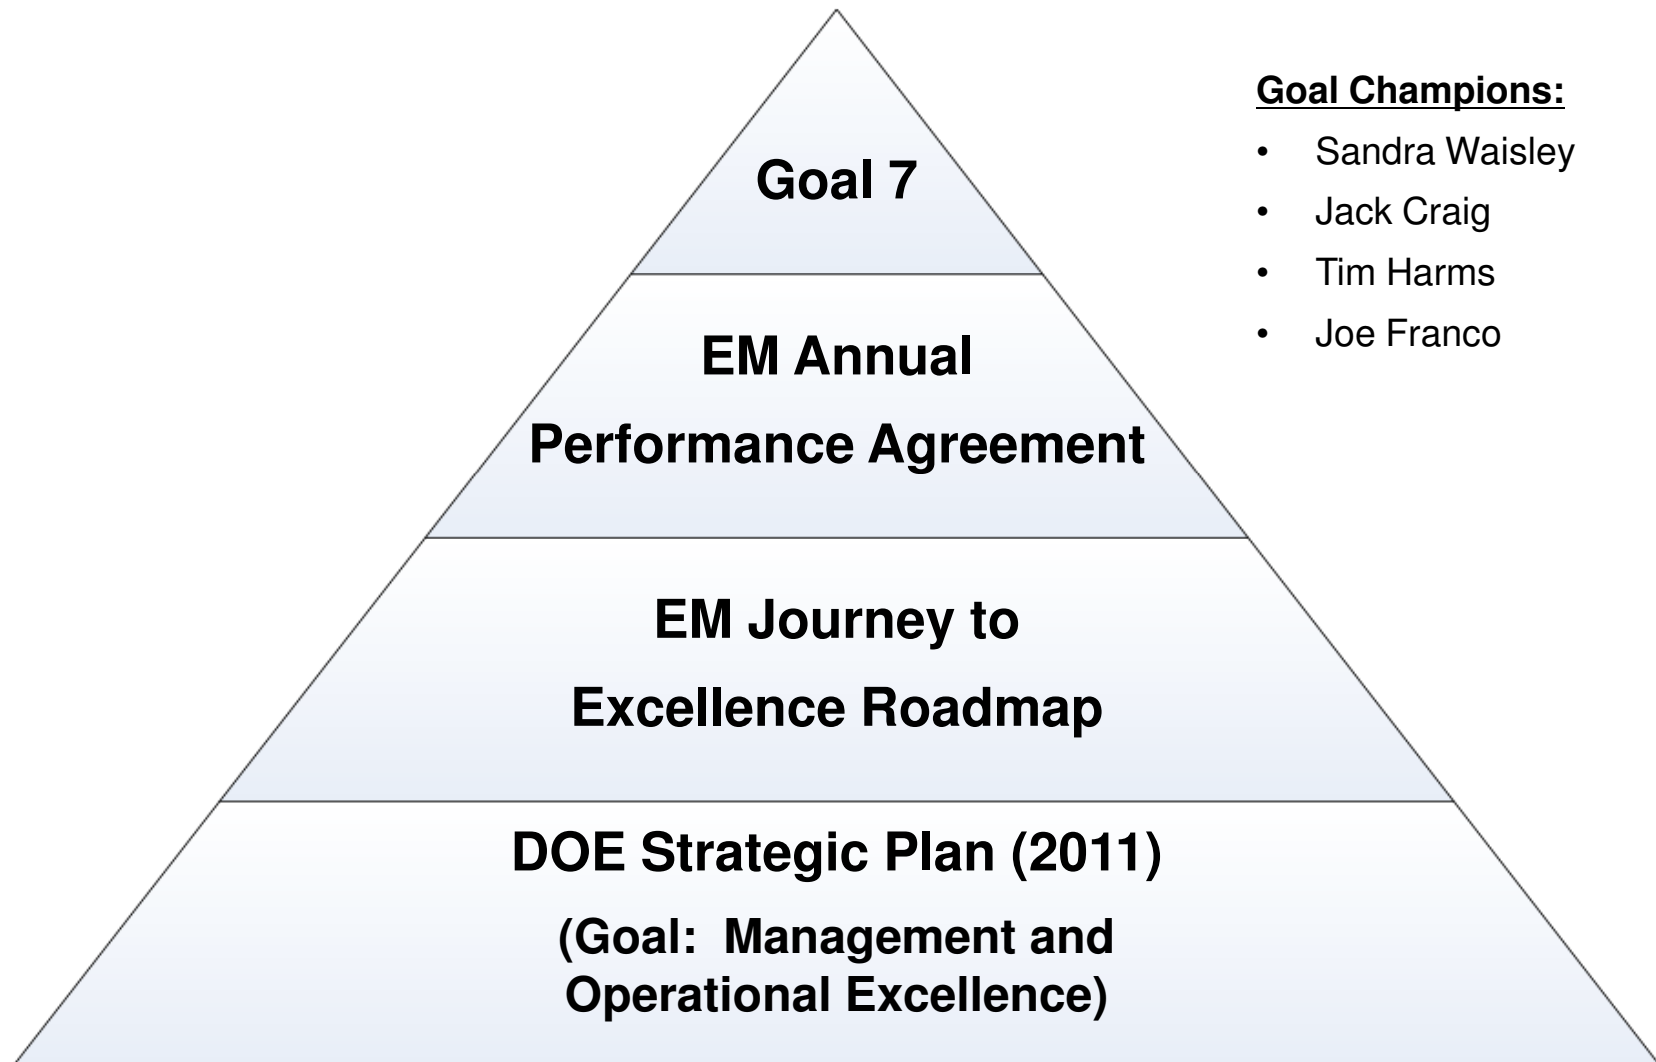 Goal 7
EM Annual
Performance Agreement
EM Journey to
Excellence Roadmap
DOE Strategic Plan (2011)
(Goal:  Management and
Operational Excellence)
Goal Champions:
• Sandra Waisley
• Jack Craig
• Tim Harms
• Joe Franco